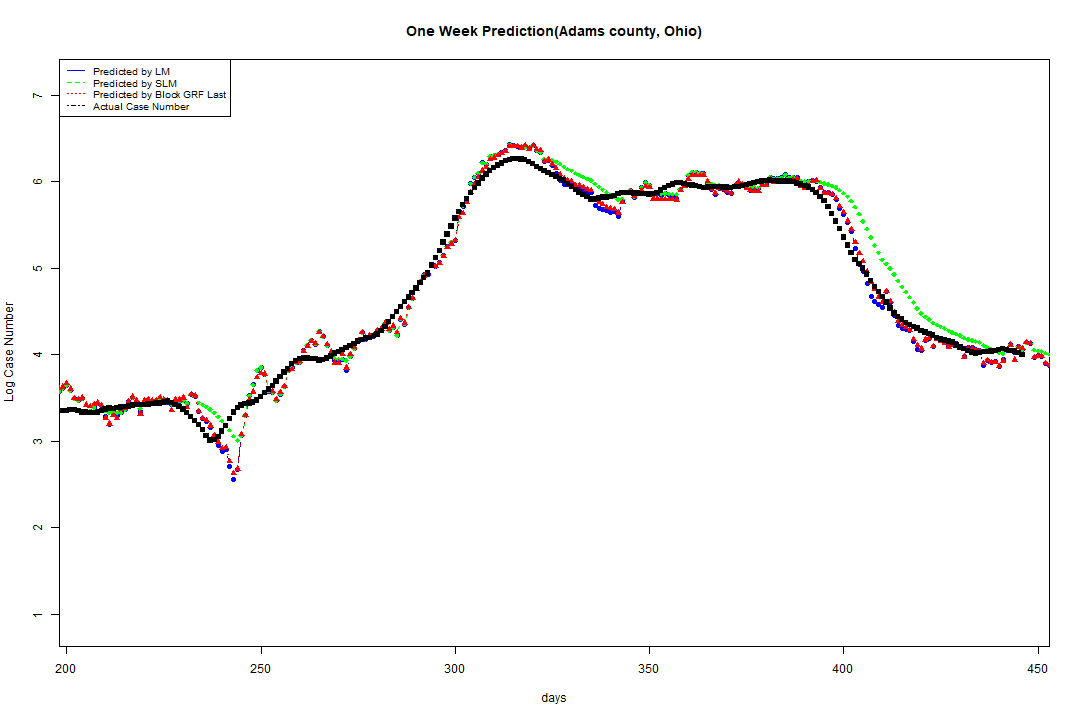 One Week Prediction(Adams county, Ohio)
Predicted by LM
Predicted by SLM
Predicted by Block GRF Last
Actual Case Number
7
6
5
4
3
2
1
Log Case Number
200 250 300 350 400 450
days